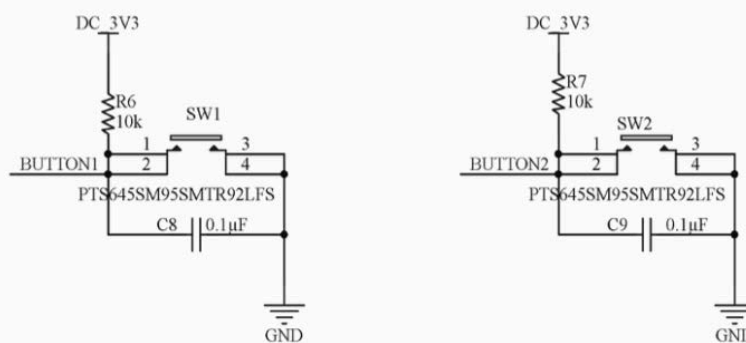 DC_3V3
R6
10k
SW1
1
3
BUTTON1
2
4
PTS645SM95SMTR92LFS
C8
0.1µF
GND
DC_3V3
R7
10k
SW2
1
3
BUTTON2
2
4
PTS645SM95SMTR92LFS
C9
0.1µF